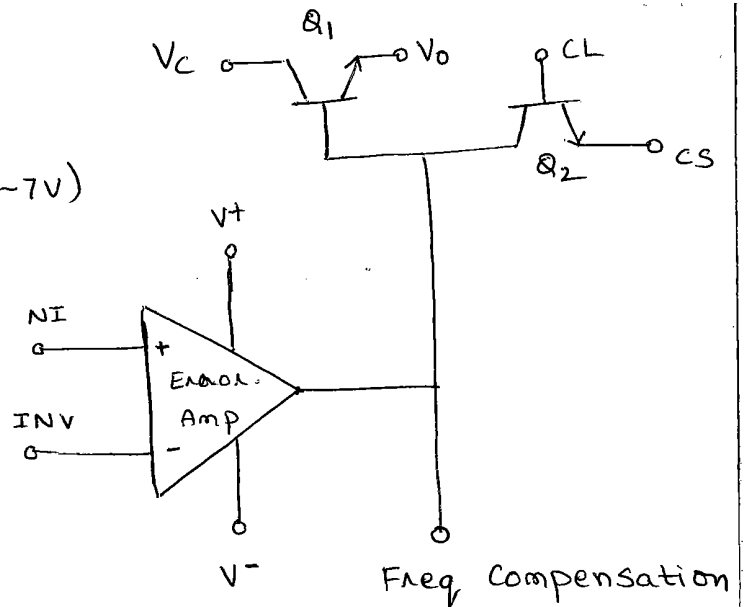 Q1
VC
VO
CL
Q2
CS
~7V)
V+
NI
+
Error.
Amp
INV
-
V-
Freq Compensation